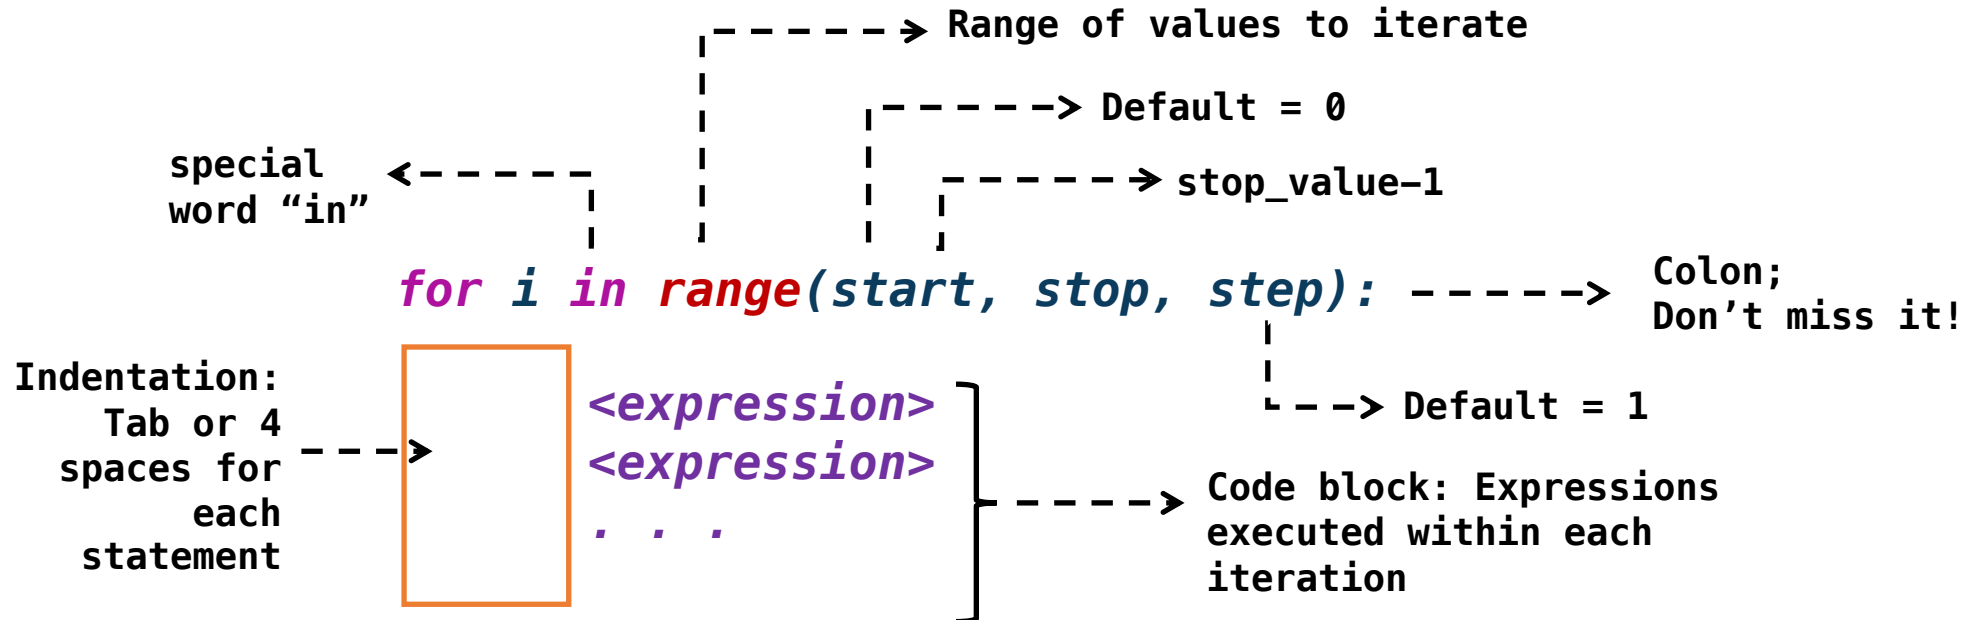 Range of values to iterate
Default = 0
special
word “in”
stop_value–1
for i in range(start, stop, step):
Colon;
Don’t miss it!
Indentation:
Tab or 4
spaces for
each
statement
<expression>
<expression>
. . .
Default = 1
Code block: Expressions
executed within each
iteration